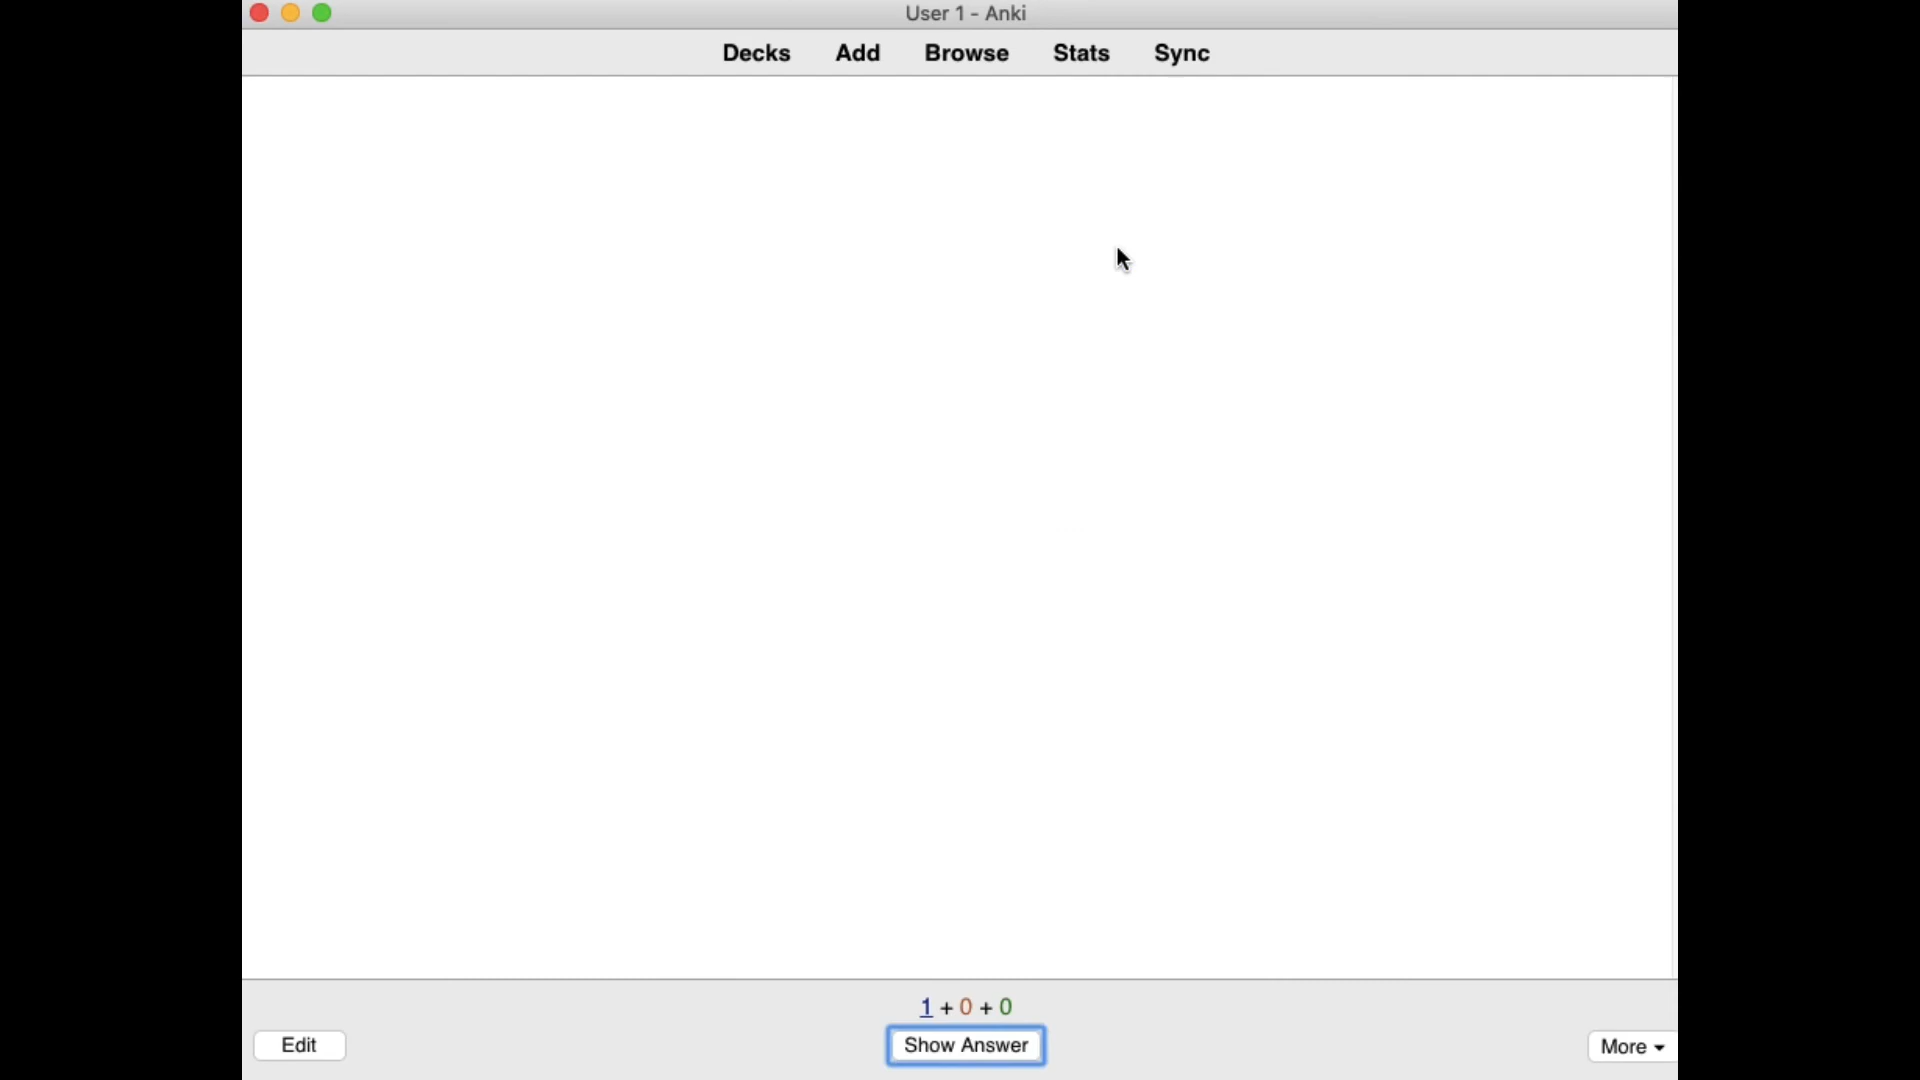 User 1 - Anki
Decks Add Browse Stats Sync
1 + 0 + 0
Edit Show Answer More